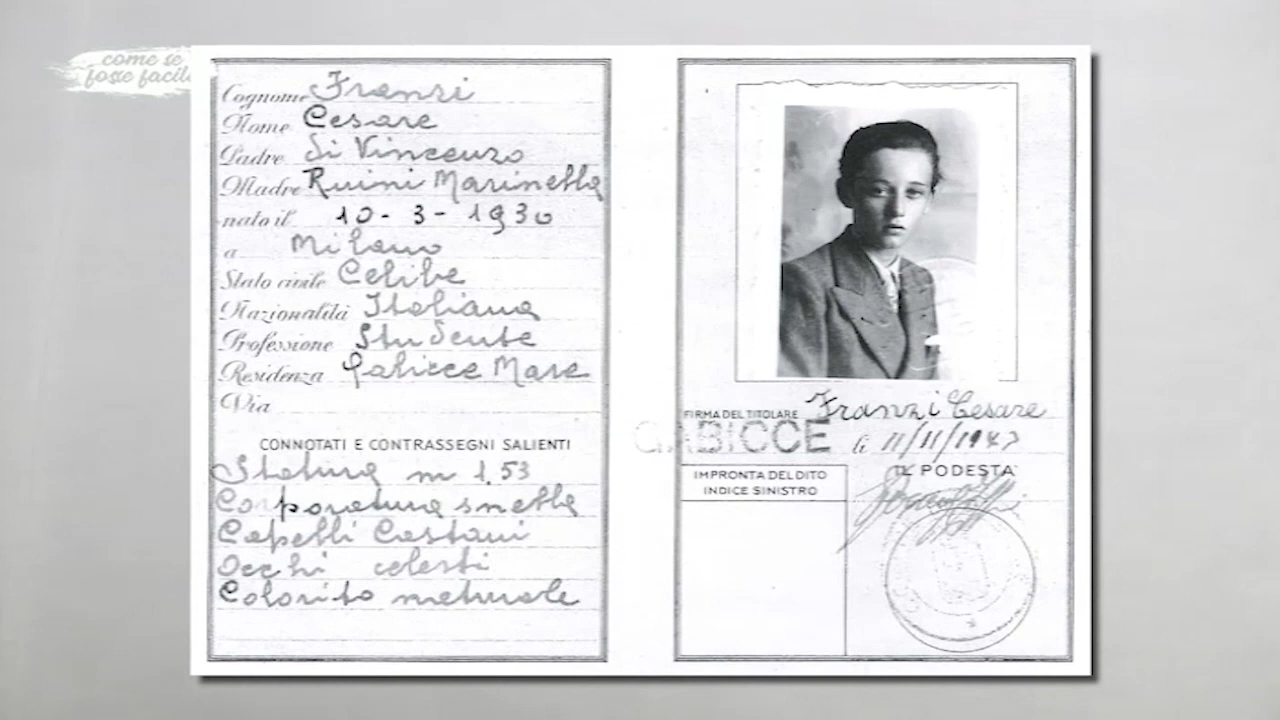 come se
fosse facile
Cognome Franzi
Nome Cesare
Padre di Vincenzo
Madre Ruini Marinella
nato il 10-3-1930
a Milano
Stato civile Celibe
Nazionalità Italiana
Professione Studente
Residenza Gabicce Mare
Via
CONNOTATI E CONTRASSEGNI SALIENTI
Statura m 1,53
Corporatura snella
Capelli Castani
Occhi celesti
Colorito naturale
FIRMA DEL TITOLARE Franzi Cesare
GABICCE li 11/11/1947
IMPRONTA DEL DITO
INDICE SINISTRO
IL PODESTA